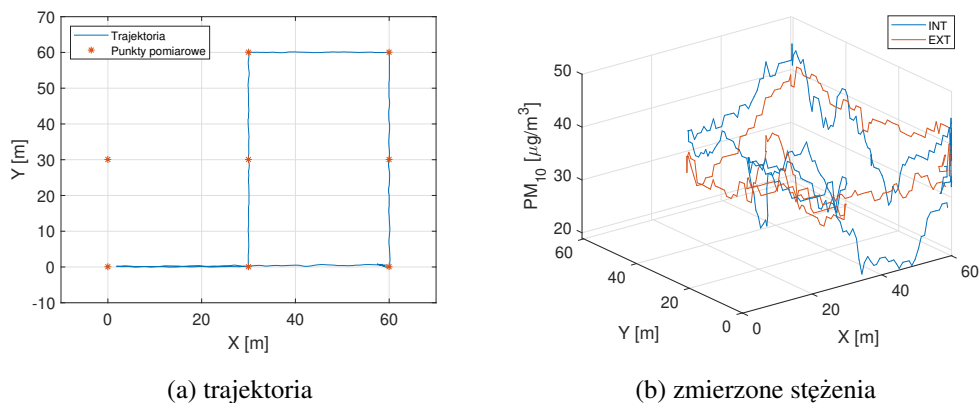 70
60
50
40
30
20
10
0
-10
0
20
40
60
X [m]
Y [m]
Trajektoria
Punkty pomiarowe
(a) trajektoria
50
40
30
20
PM10 [μg/m3]
60
40
20
0
Y [m]
0
20
40
60
X [m]
INT
EXT
(b) zmierzone stężenia